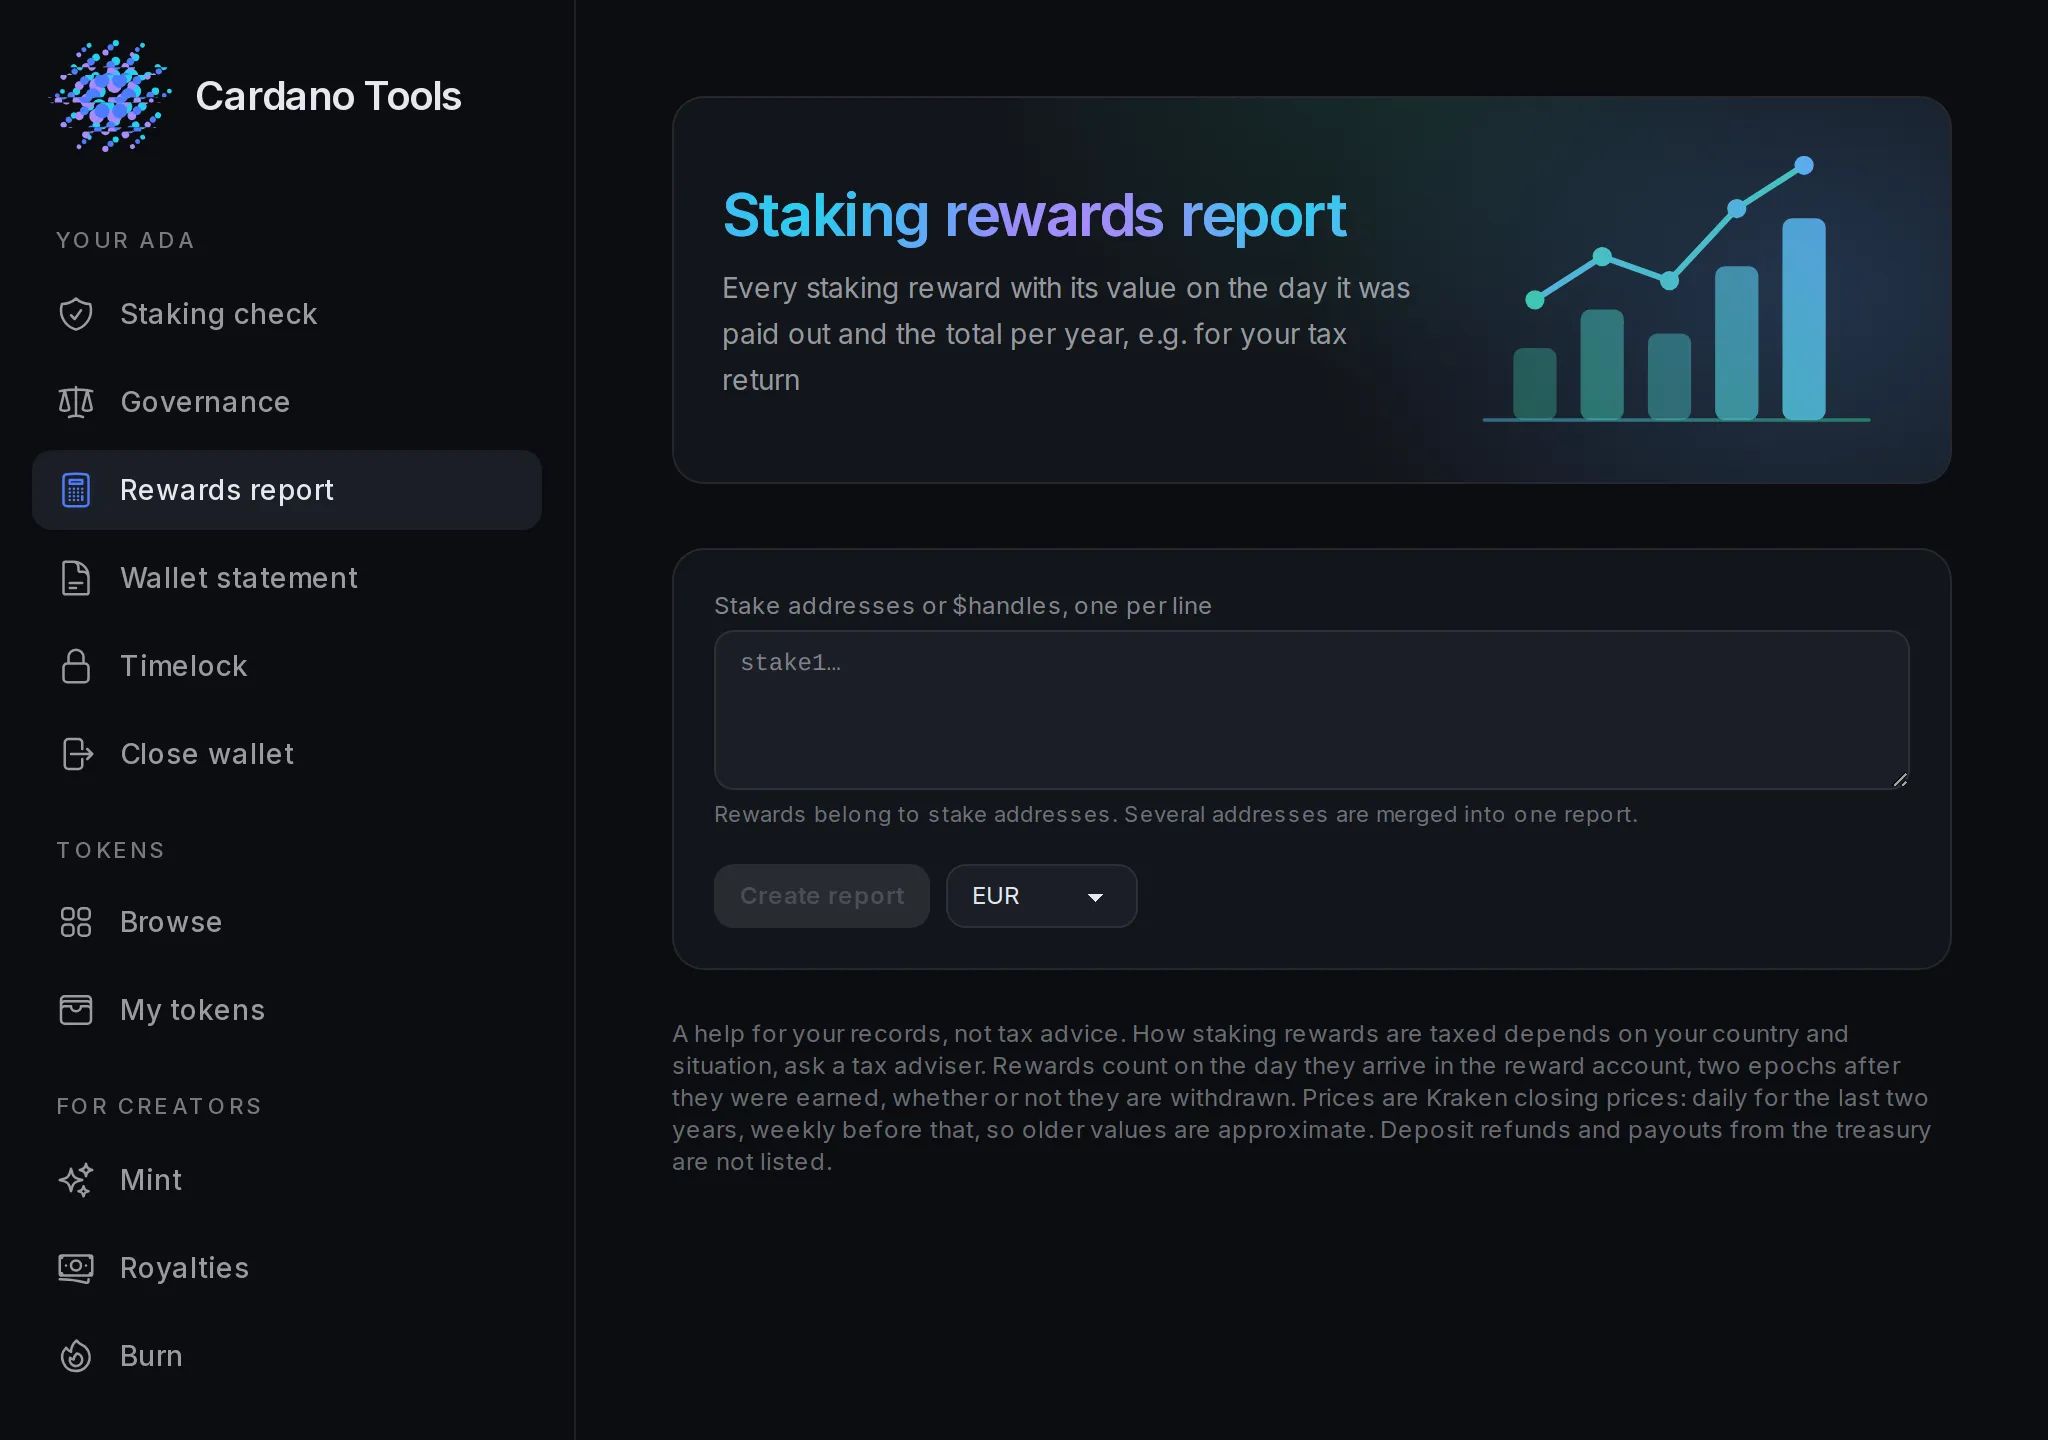 Cardano Tools
YOUR ADA
Staking check
Governance
Rewards report
Wallet statement
Timelock
Close wallet
TOKENS
Browse
My tokens
FOR CREATORS
Mint
Royalties
Burn
Staking rewards report
Every staking reward with its value on the day it was
paid out and the total per year, e.g. for your tax
return
Stake addresses or $handles, one per line
stake1…
Rewards belong to stake addresses. Several addresses are merged into one report.
Create report
EUR
A help for your records, not tax advice. How staking rewards are taxed depends on your country and
situation, ask a tax adviser. Rewards count on the day they arrive in the reward account, two epochs after
they were earned, whether or not they are withdrawn. Prices are Kraken closing prices: daily for the last two
years, weekly before that, so older values are approximate. Deposit refunds and payouts from the treasury
are not listed.